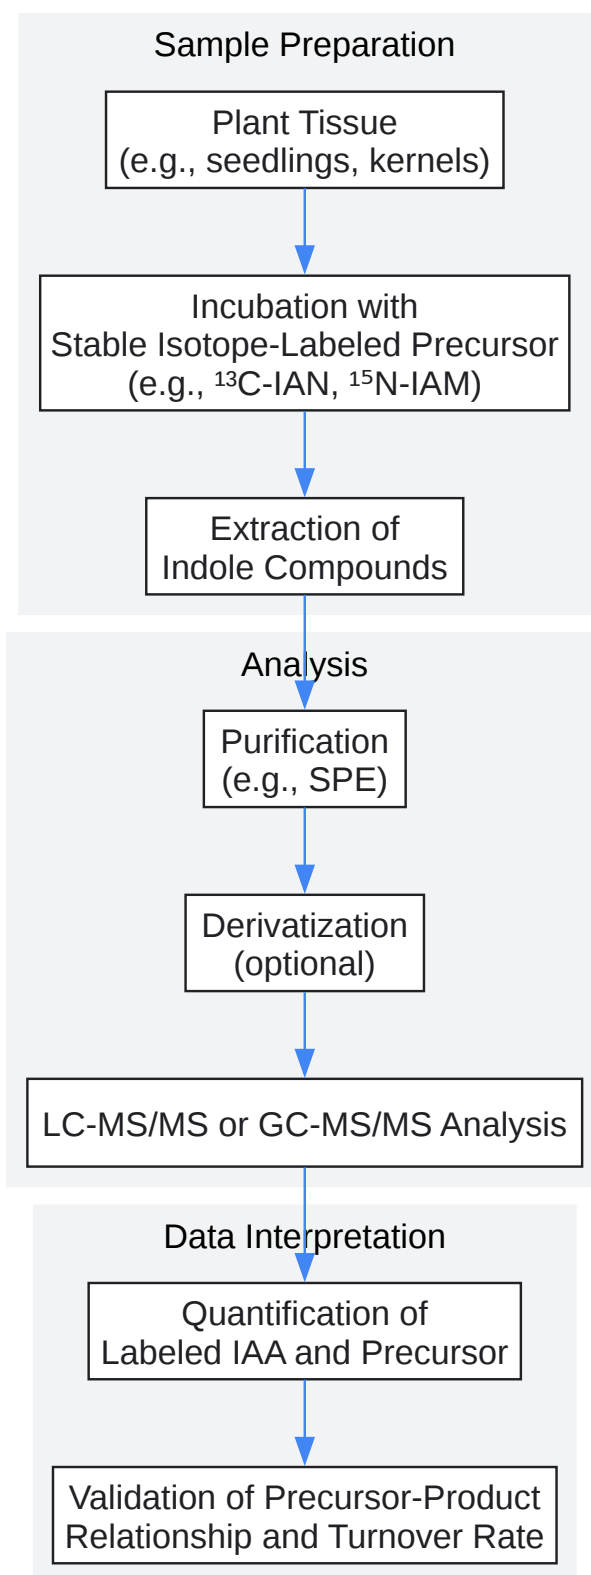 Sample Preparation
Plant Tissue
(e.g., seedlings, kernels)
Incubation with
Stable Isotope-Labeled Precursor
(e.g., ¹³C-IAN, ¹⁵N-IAM)
Extraction of
Indole Compounds
Analysis
Purification
(e.g., SPE)
Derivatization
(optional)
LC-MS/MS or GC-MS/MS Analysis
Data Interpretation
Quantification of
Labeled IAA and Precursor
Validation of Precursor-Product
Relationship and Turnover Rate